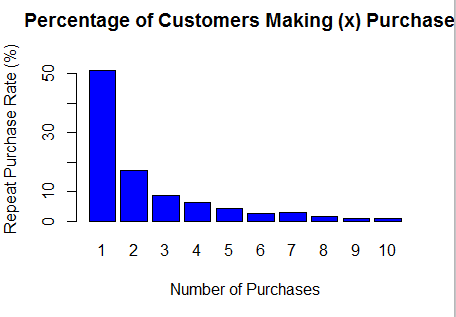 Percentage of Customers Making (x) Purchase
Repeat Purchase Rate (%)
50
30
10
0
1 2 3 4 5 6 7 8 9 10
Number of Purchases